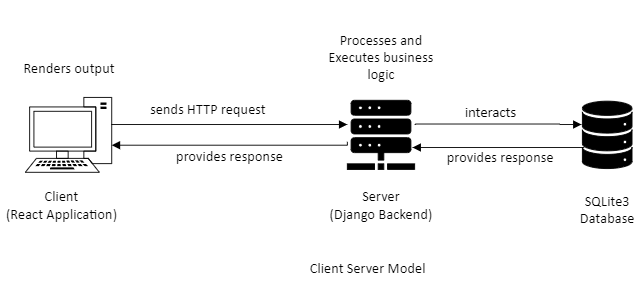 Processes and
Executes business
logic
Renders output
sends HTTP request
interacts
provides response
provides response
Client
(React Application)
Server
(Django Backend)
SQLite3
Database
Client Server Model